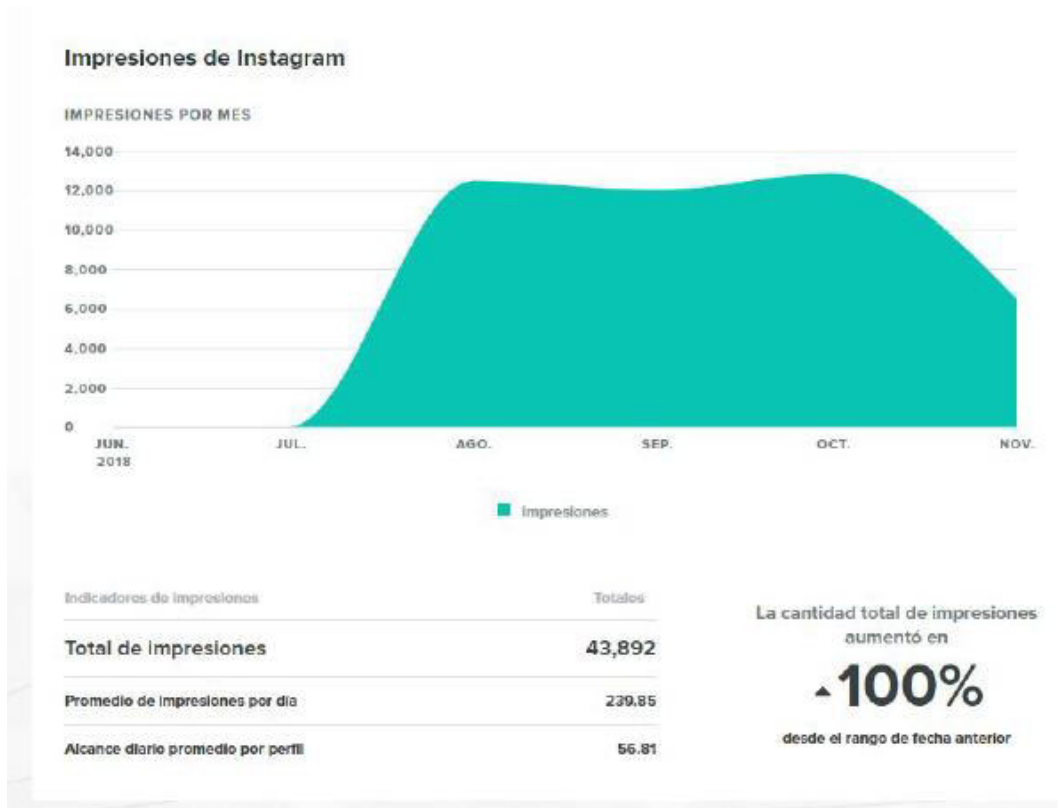 Impresiones de Instagram
IMPRESIONES POR MES
14,000
12,000
10,000
8,000
6,000
4,000
2,000
0
JUN. JUL. AGO. SEP. OCT. NOV.
2018
Impresiones
Indicadores de impresiones Totales
Total de impresiones 43,892
Promedio de impresiones por día 239.85
Alcance diario promedio por perfil 56.81
La cantidad total de impresiones
aumentó en
100%
desde el rango de fecha anterior